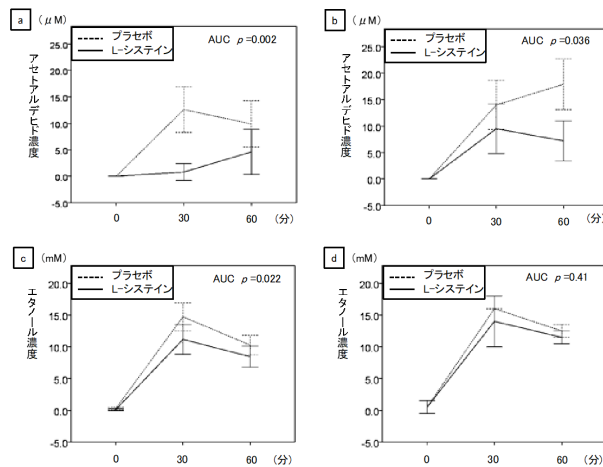 a
(μM)
プラセボ
L-システイン
AUC p=0.002
アセトアルデヒド濃度
25.0
20.0
15.0
10.0
5.0
0.0
-5.0
0 30 60 (分)
b
(μM)
プラセボ
L-システイン
AUC p=0.036
アセトアルデヒド濃度
25.0
20.0
15.0
10.0
5.0
0.0
-5.0
0 30 60 (分)
c
(mM)
プラセボ
L-システイン
AUC p=0.022
エタノール濃度
20.0
15.0
10.0
5.0
0.0
-5.0
0 30 60 (分)
d
(mM)
プラセボ
L-システイン
AUC p=0.41
エタノール濃度
20.0
15.0
10.0
5.0
0.0
-5.0
0 30 60 (分)